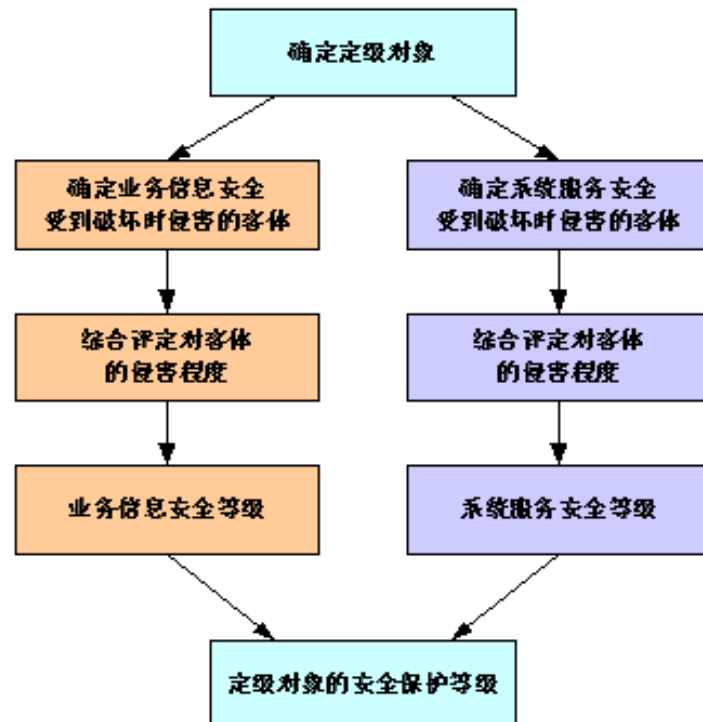 确定定级对象
确定业务信息安全
受到破坏时侵害的客体
确定系统服务安全
受到破坏时侵害的客体
综合评定对客体
的侵害程度
综合评定对客体
的侵害程度
业务信息安全等级
系统服务安全等级
定级对象的安全保护等级